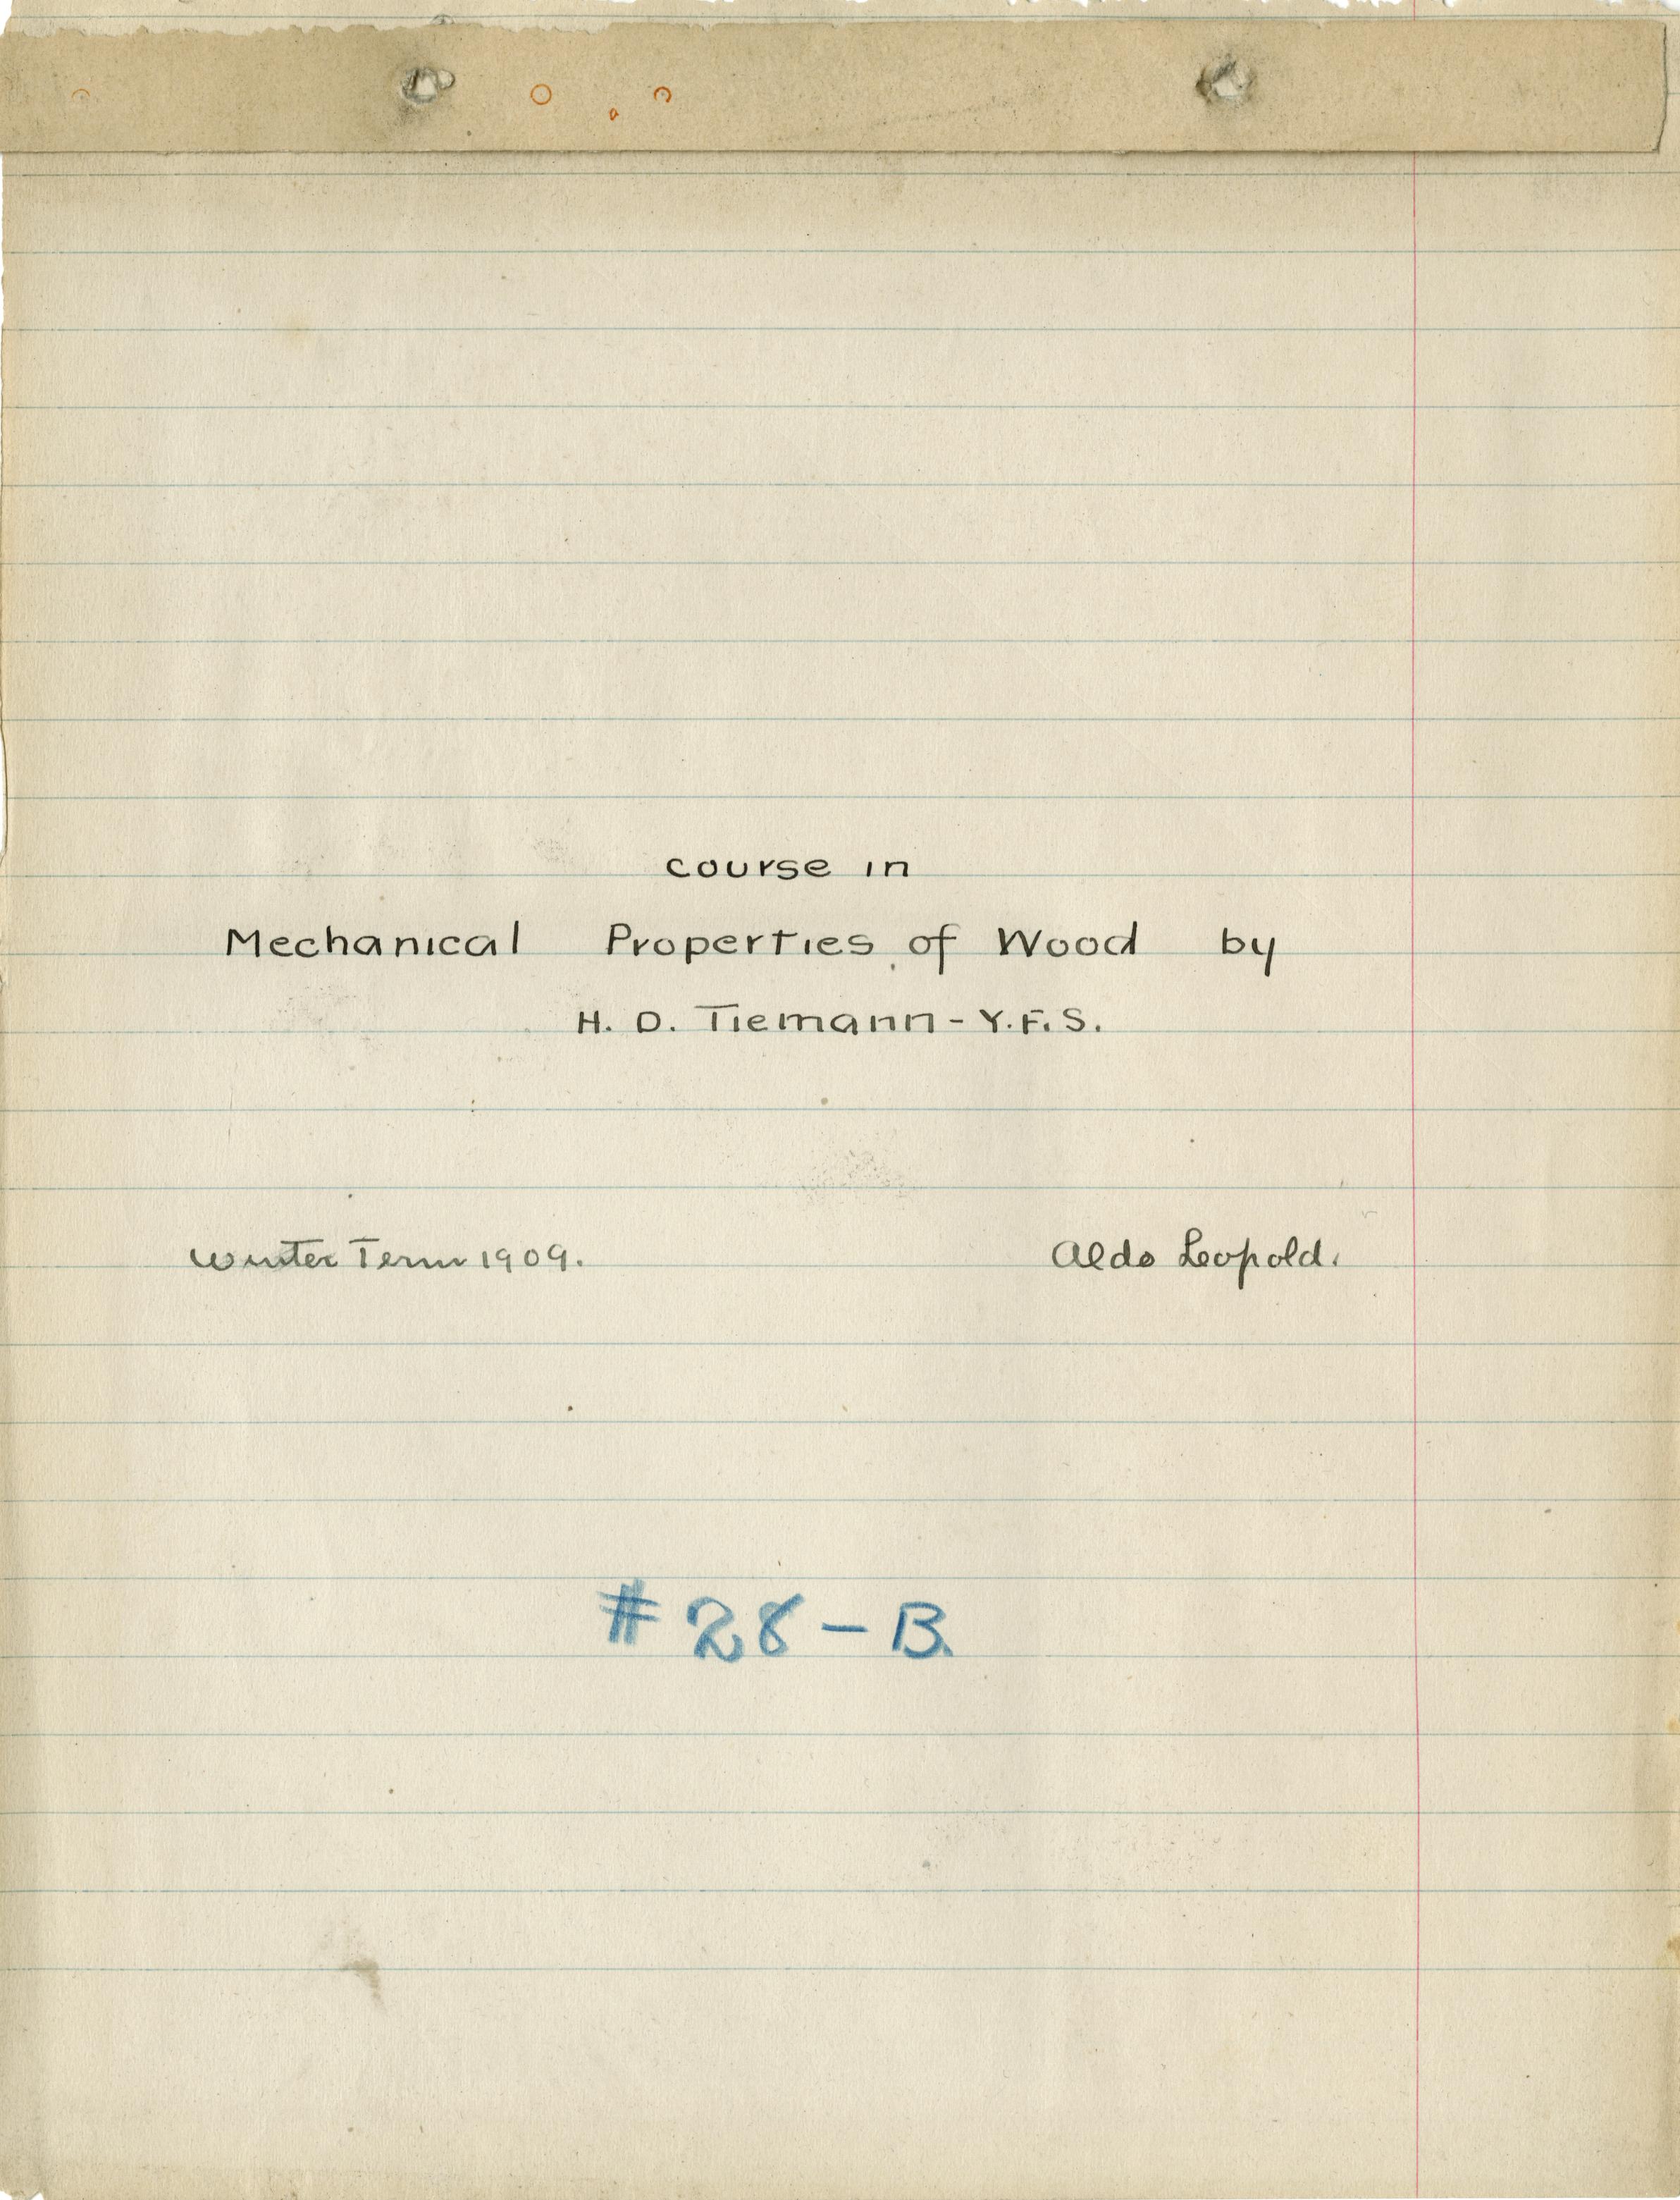 course in
Mechanical Properties of Wood by
H. D. Tiemann - Y.F.S.
Winter Term 1909. Aldo Leopold.
# 28 - B.